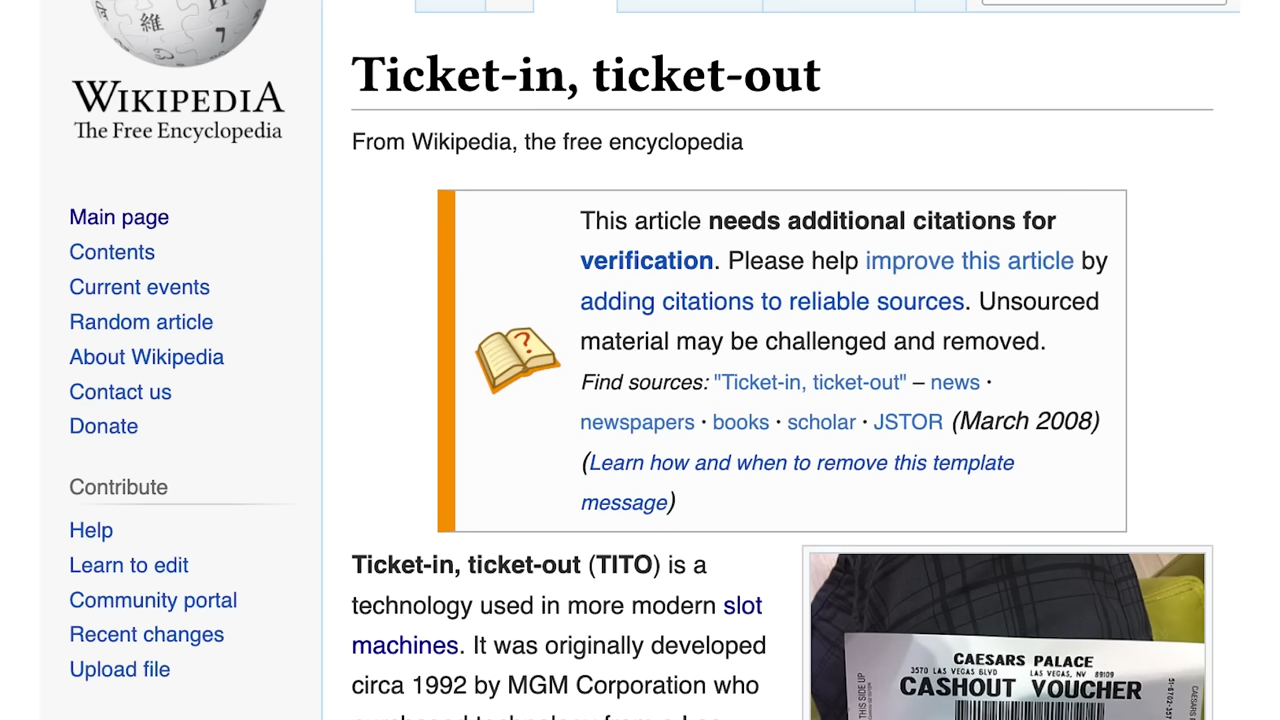 維
WIKIPEDIA
The Free Encyclopedia
Main page
Contents
Current events
Random article
About Wikipedia
Contact us
Donate
Contribute
Help
Learn to edit
Community portal
Recent changes
Upload file
Ticket-in, ticket-out
From Wikipedia, the free encyclopedia
This article needs additional citations for
verification. Please help improve this article by
adding citations to reliable sources. Unsourced
material may be challenged and removed.
Find sources: "Ticket-in, ticket-out" – news ·
newspapers · books · scholar · JSTOR (March 2008)
(Learn how and when to remove this template
message)
Ticket-in, ticket-out (TITO) is a
technology used in more modern slot
machines. It was originally developed
circa 1992 by MGM Corporation who
CAESARS PALACE
3570 LAS VEGAS BLVD LAS VEGAS, NV 89109
CASHOUT VOUCHER
THIS SIDE UP